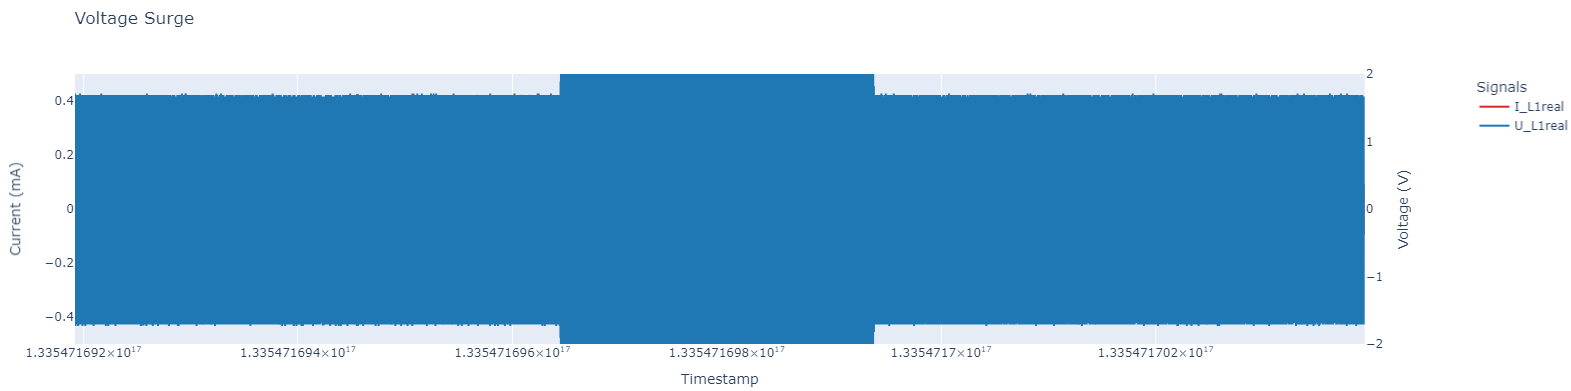 Voltage Surge
Signals
I_L1real
U_L1real
Current (mA)
0.4
0.2
0
−0.2
−0.4
2
1
0
−1
−2
Voltage (V)
1.335471692×10¹⁷
1.335471694×10¹⁷
1.335471696×10¹⁷
1.335471698×10¹⁷
1.3354717×10¹⁷
1.335471702×10¹⁷
Timestamp